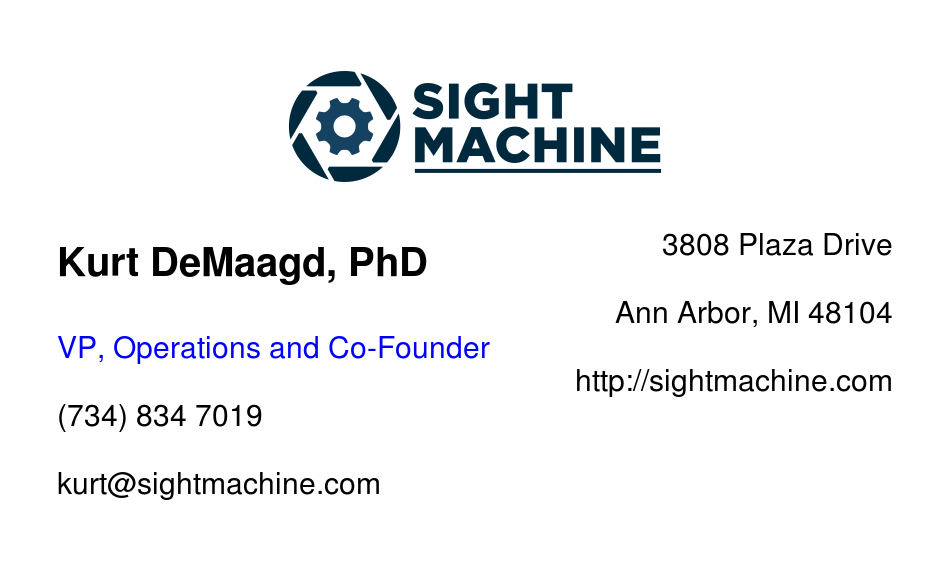 SIGHT
MACHINE
Kurt DeMaagd, PhD
VP, Operations and Co-Founder
(734) 834 7019
kurt@sightmachine.com
3808 Plaza Drive
Ann Arbor, MI 48104
http://sightmachine.com